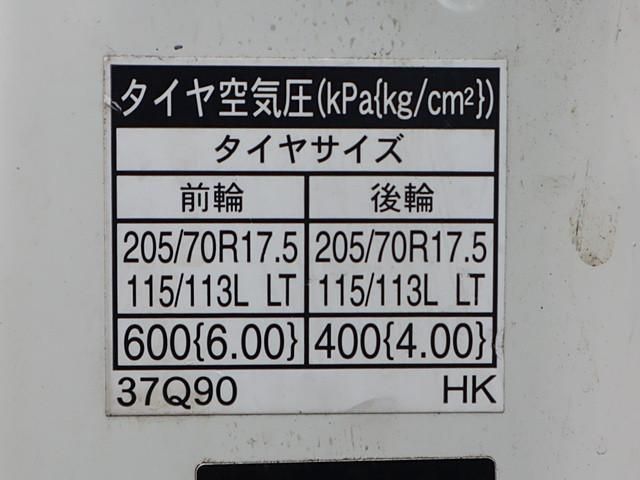 タイヤ空気圧(kPa{kg/cm²})
タイヤサイズ
前輪 後輪
205/70R17.5 205/70R17.5
115/113L LT 115/113L LT
600{6.00} 400{4.00}
37Q90 HK